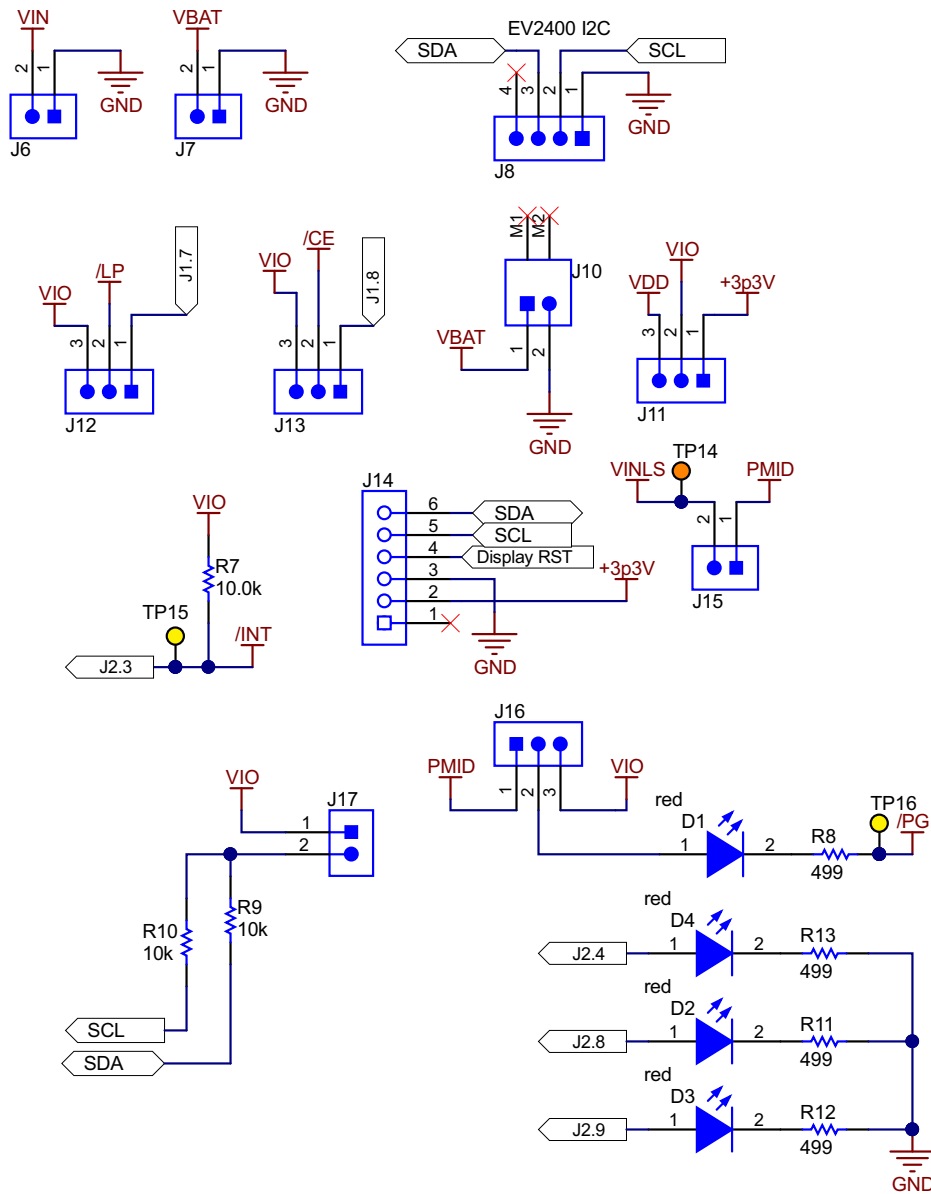 VIN
2
1
GND
J6
VBAT
2
1
GND
J7
EV2400 I2C
SDA
SCL
4
3
2
1
GND
J8
VIO
/LP
J1.7
3
2
1
J12
VIO
/CE
J1.8
3
2
1
J13
M1
M2
J10
VBAT
1
2
GND
VDD
VIO
+3p3V
3
2
1
J11
VIO
R7
10.0k
TP15
/INT
J2.3
J14
6
SDA
5
SCL
4
Display RST
3
2
+3p3V
1
GND
VINLS
TP14
PMID
2
1
J15
VIO
J17
1
2
R9
10k
R10
10k
SCL
SDA
J16
PMID
1
2
3
VIO
red
D1
1
2
R8
499
TP16
/PG
red
D4
J2.4
1
2
R13
499
red
D2
J2.8
1
2
R11
499
red
D3
J2.9
1
2
R12
499
GND